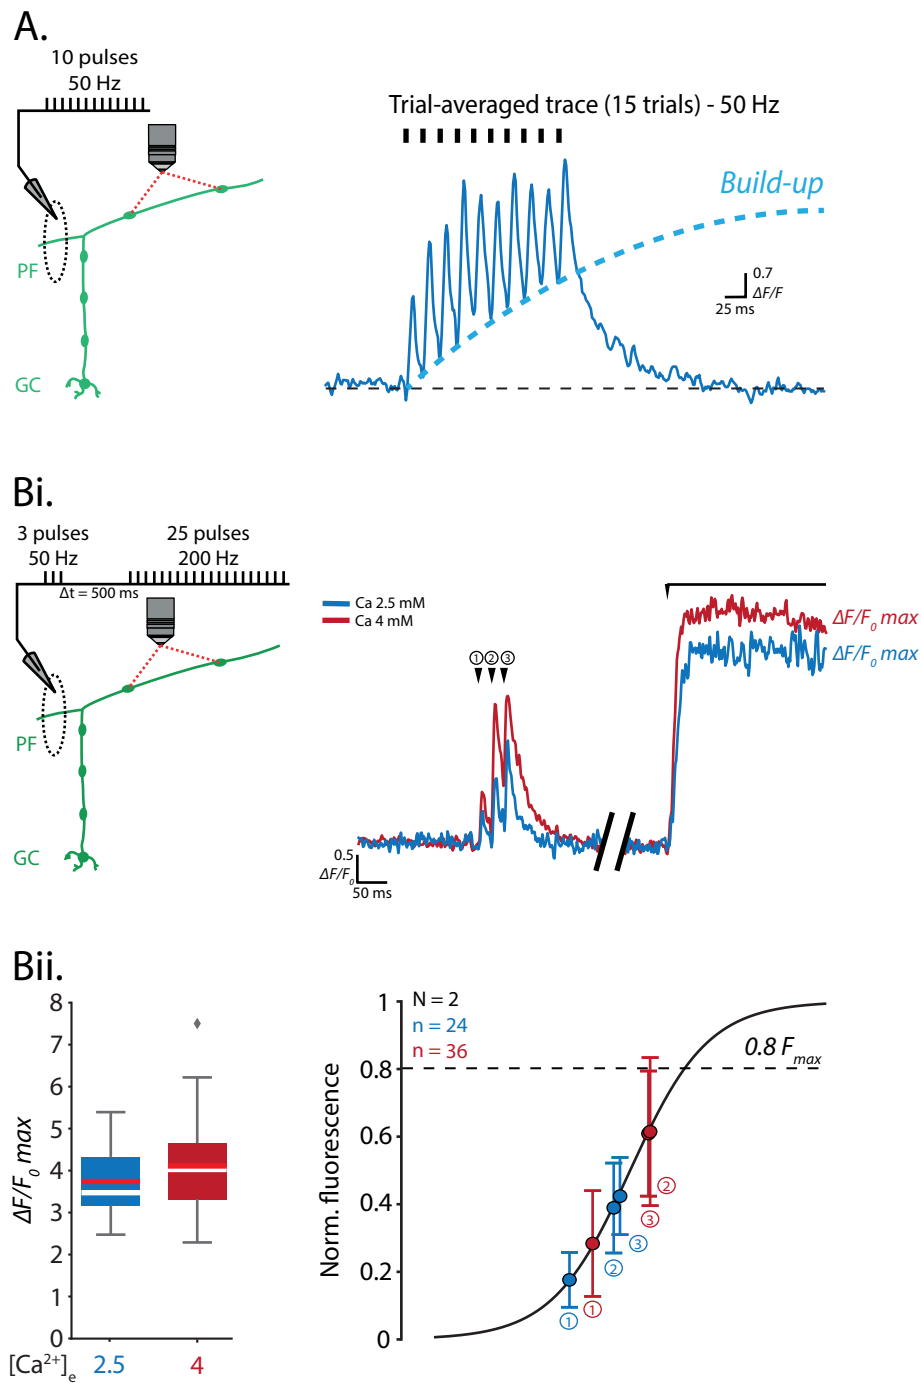 A.
10 pulses
50 Hz
PF
GC
Trial-averaged trace (15 trials) - 50 Hz
Build-up
0.7
ΔF/F
25 ms
Bi.
3 pulses
50 Hz
25 pulses
200 Hz
Δt = 500 ms
PF
GC
Ca 2.5 mM
Ca 4 mM
1 2 3
ΔF/F₀ max
ΔF/F₀ max
0.5
ΔF/F₀
50 ms
Bii.
ΔF/F₀ max
8
7
6
5
4
3
2
1
0
[Ca²⁺]ₑ 2.5 4
Norm. fluorescence
1
0.8
0.6
0.4
0.2
0
N = 2
n = 24
n = 36
0.8 Fₘₐₓ
2
3
3
2
1
1